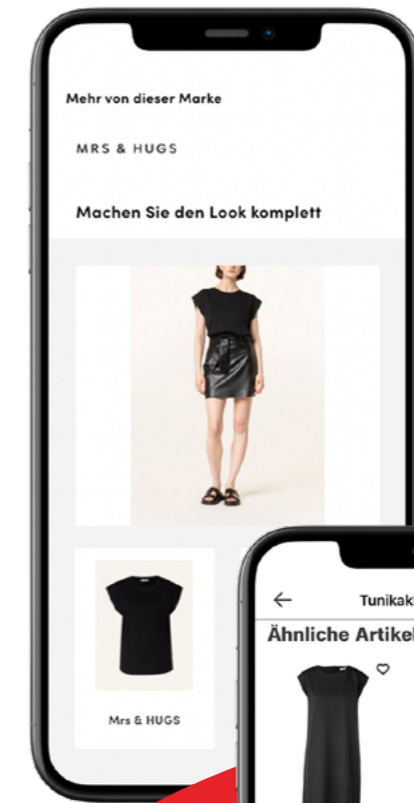 Mehr von dieser Marke
MRS & HUGS
Machen Sie den Look komplett
Mrs & HUGS
Ähnliche Artikel